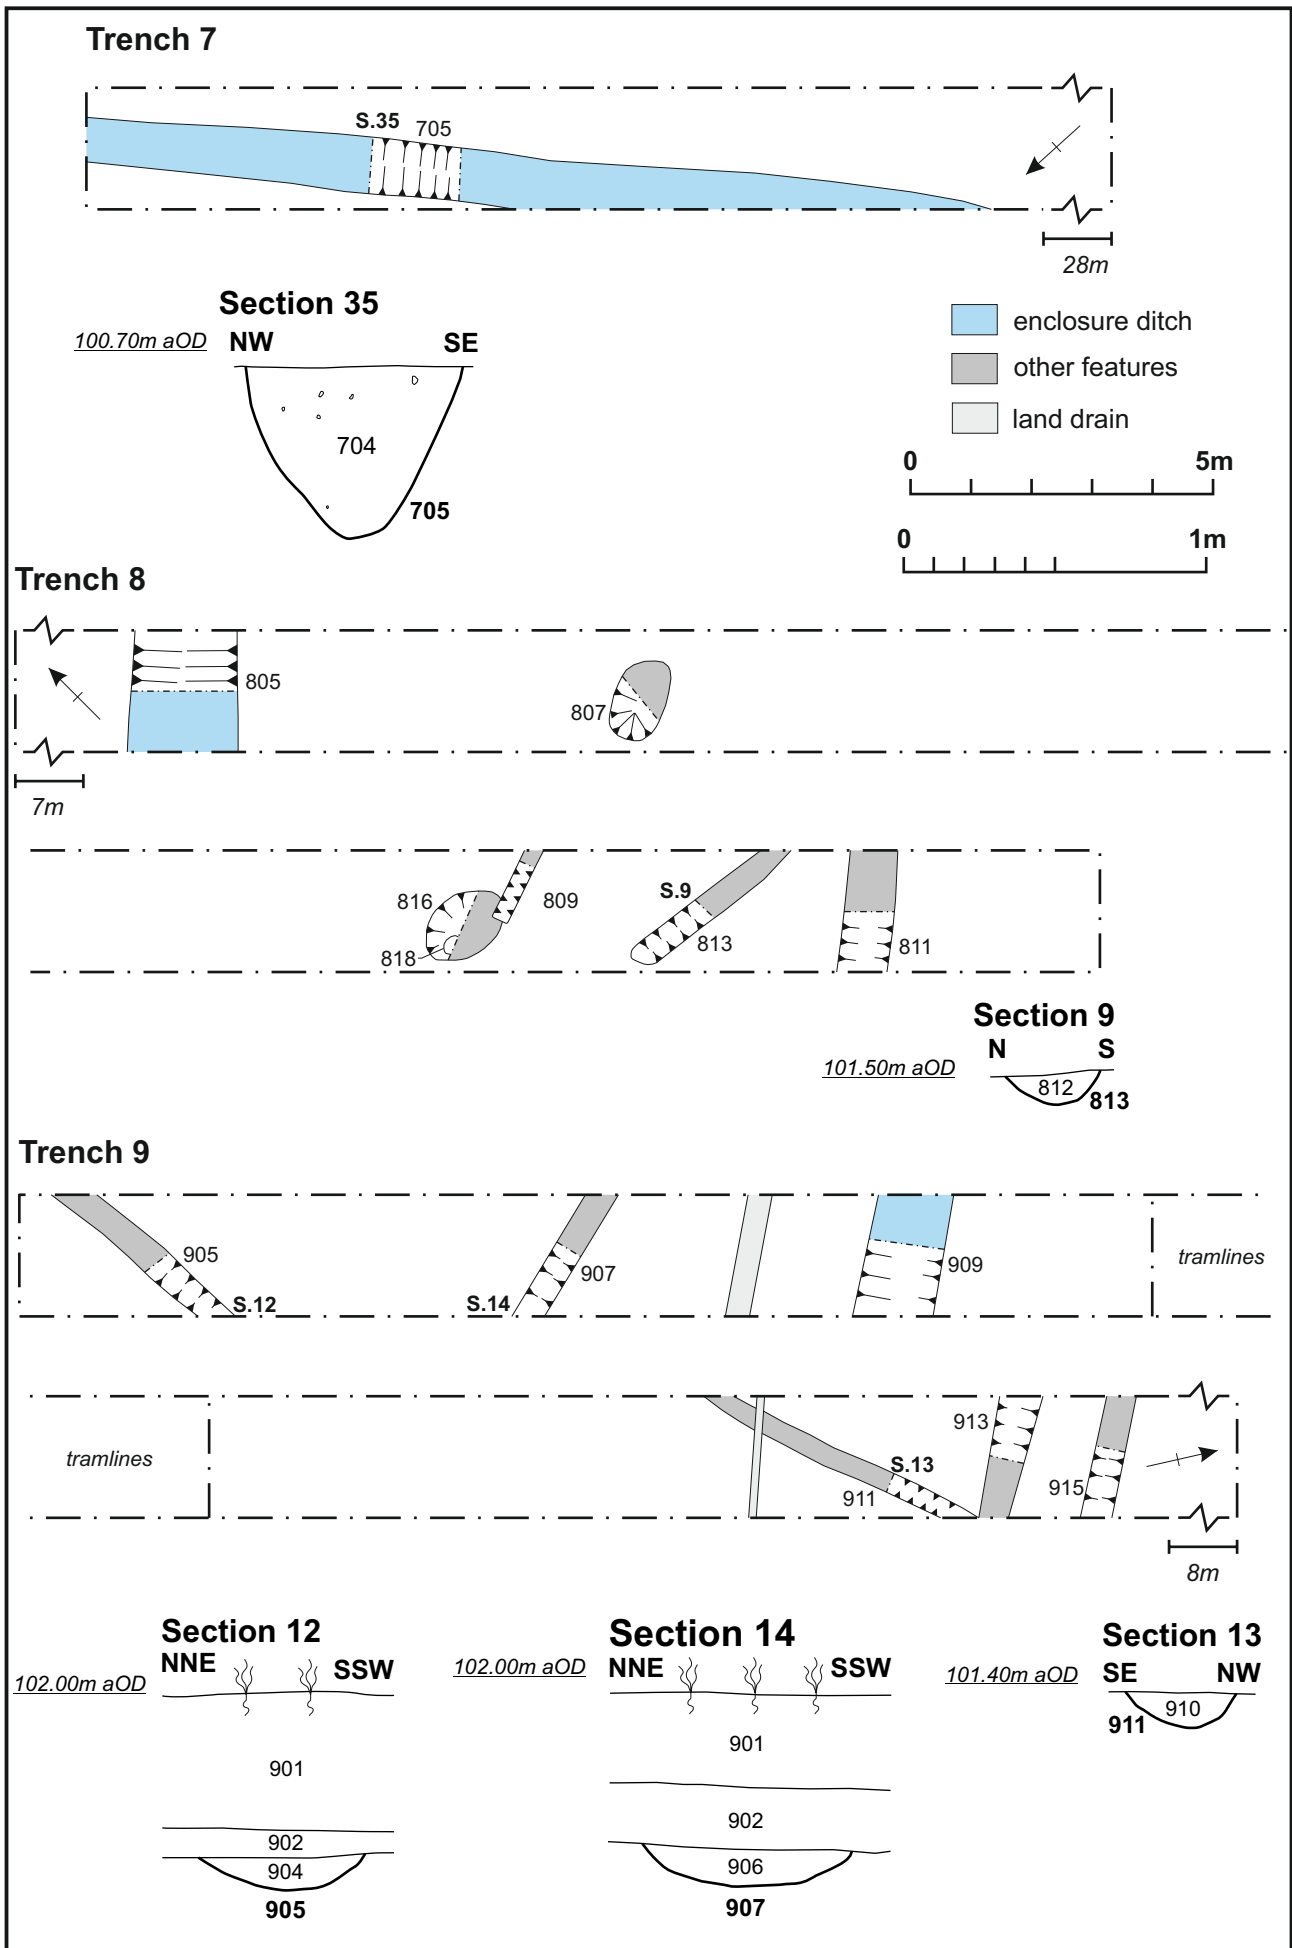 Trench 7
S.35 705
28m
Section 35
100.70m aOD NW SE
704
705
enclosure ditch
other features
land drain
0 5m
0 1m
Trench 8
805
807
7m
816
809
818
S.9
813
811
Section 9
N S
101.50m aOD
812
813
Trench 9
905
S.12
907
S.14
909
tramlines
tramlines
913
S.13
911
915
8m
Section 12
NNE SSW
102.00m aOD
901
902
904
905
Section 14
102.00m aOD NNE SSW
901
902
906
907
Section 13
101.40m aOD SE NW
910
911